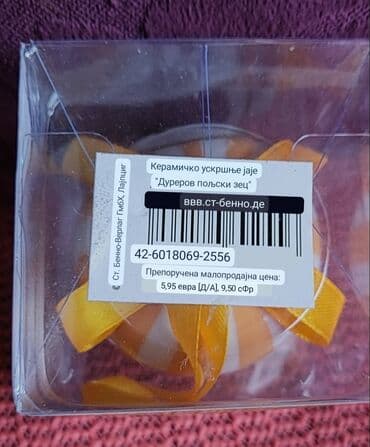 Керамичко ускршње јаје
"Дуреров пољски зец"
ввв.ст-бенно.де
42-6018069-2556
Препоручена малопродајна цена:
5,95 евра [Д/А], 9,50 сФр
© Ст. Бенно-Верлаг ГмбХ, Лајпциг